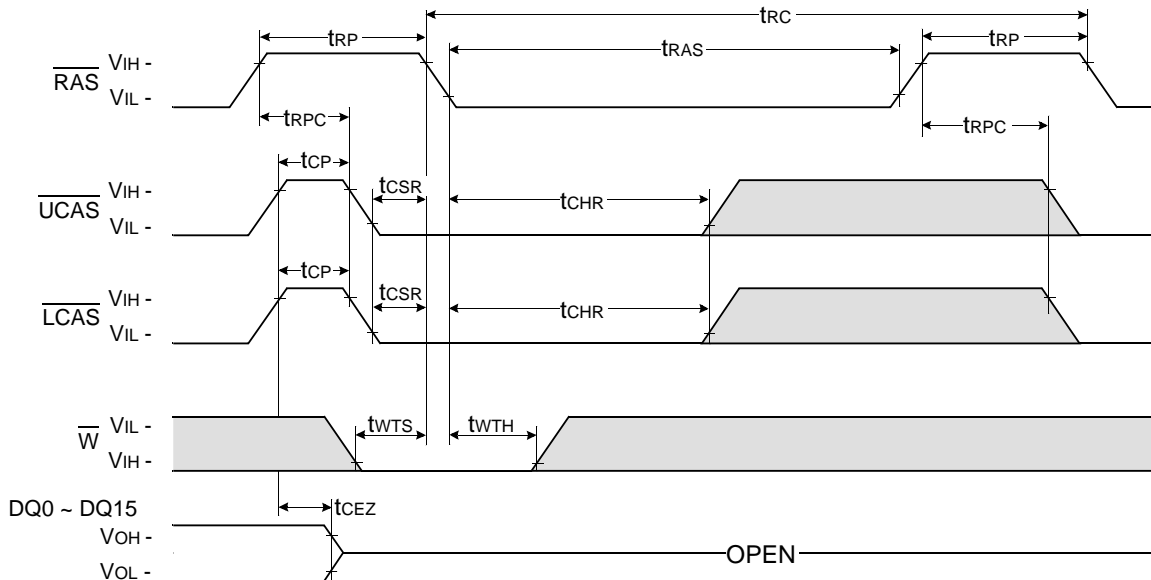 tRC
tRP
tRAS
tRP
RAS
VIH -
VIL -
tRPC
tRPC
tCP
tCSR
tCHR
UCAS
VIH -
VIL -
tCP
tCSR
tCHR
LCAS
VIH -
VIL -
tWTS
tWTH
W
VIL -
VIH -
DQ0 ~ DQ15
tCEZ
VOH -
VOL -
OPEN